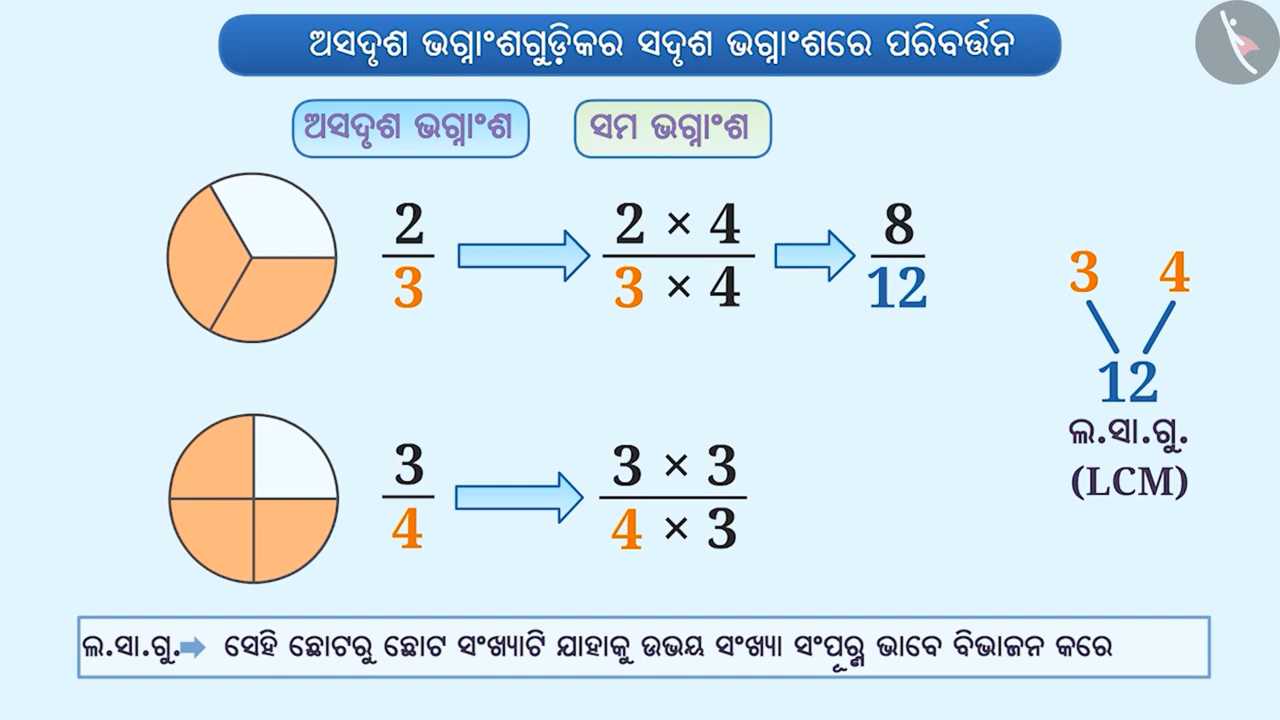 ଅସଦୃଶ ଭଗ୍ନାଂଶଗୁଡ଼ିକର ସଦୃଶ ଭଗ୍ନାଂଶରେ ପରିବର୍ତ୍ତନ
ଅସଦୃଶ ଭଗ୍ନାଂଶ ସମ ଭଗ୍ନାଂଶ
2 2 × 4 8
3 3 × 4 12
3 4
12
ଲ.ସା.ଗୁ.
(LCM)
3 3 × 3
4 4 × 3
ଲ.ସା.ଗୁ. ସେହି ଛୋଟରୁ ଛୋଟ ସଂଖ୍ୟାଟି ଯାହାକୁ ଉଭୟ ସଂଖ୍ୟା ସଂପୂର୍ଣ୍ଣ ଭାବେ ବିଭାଜନ କରେ